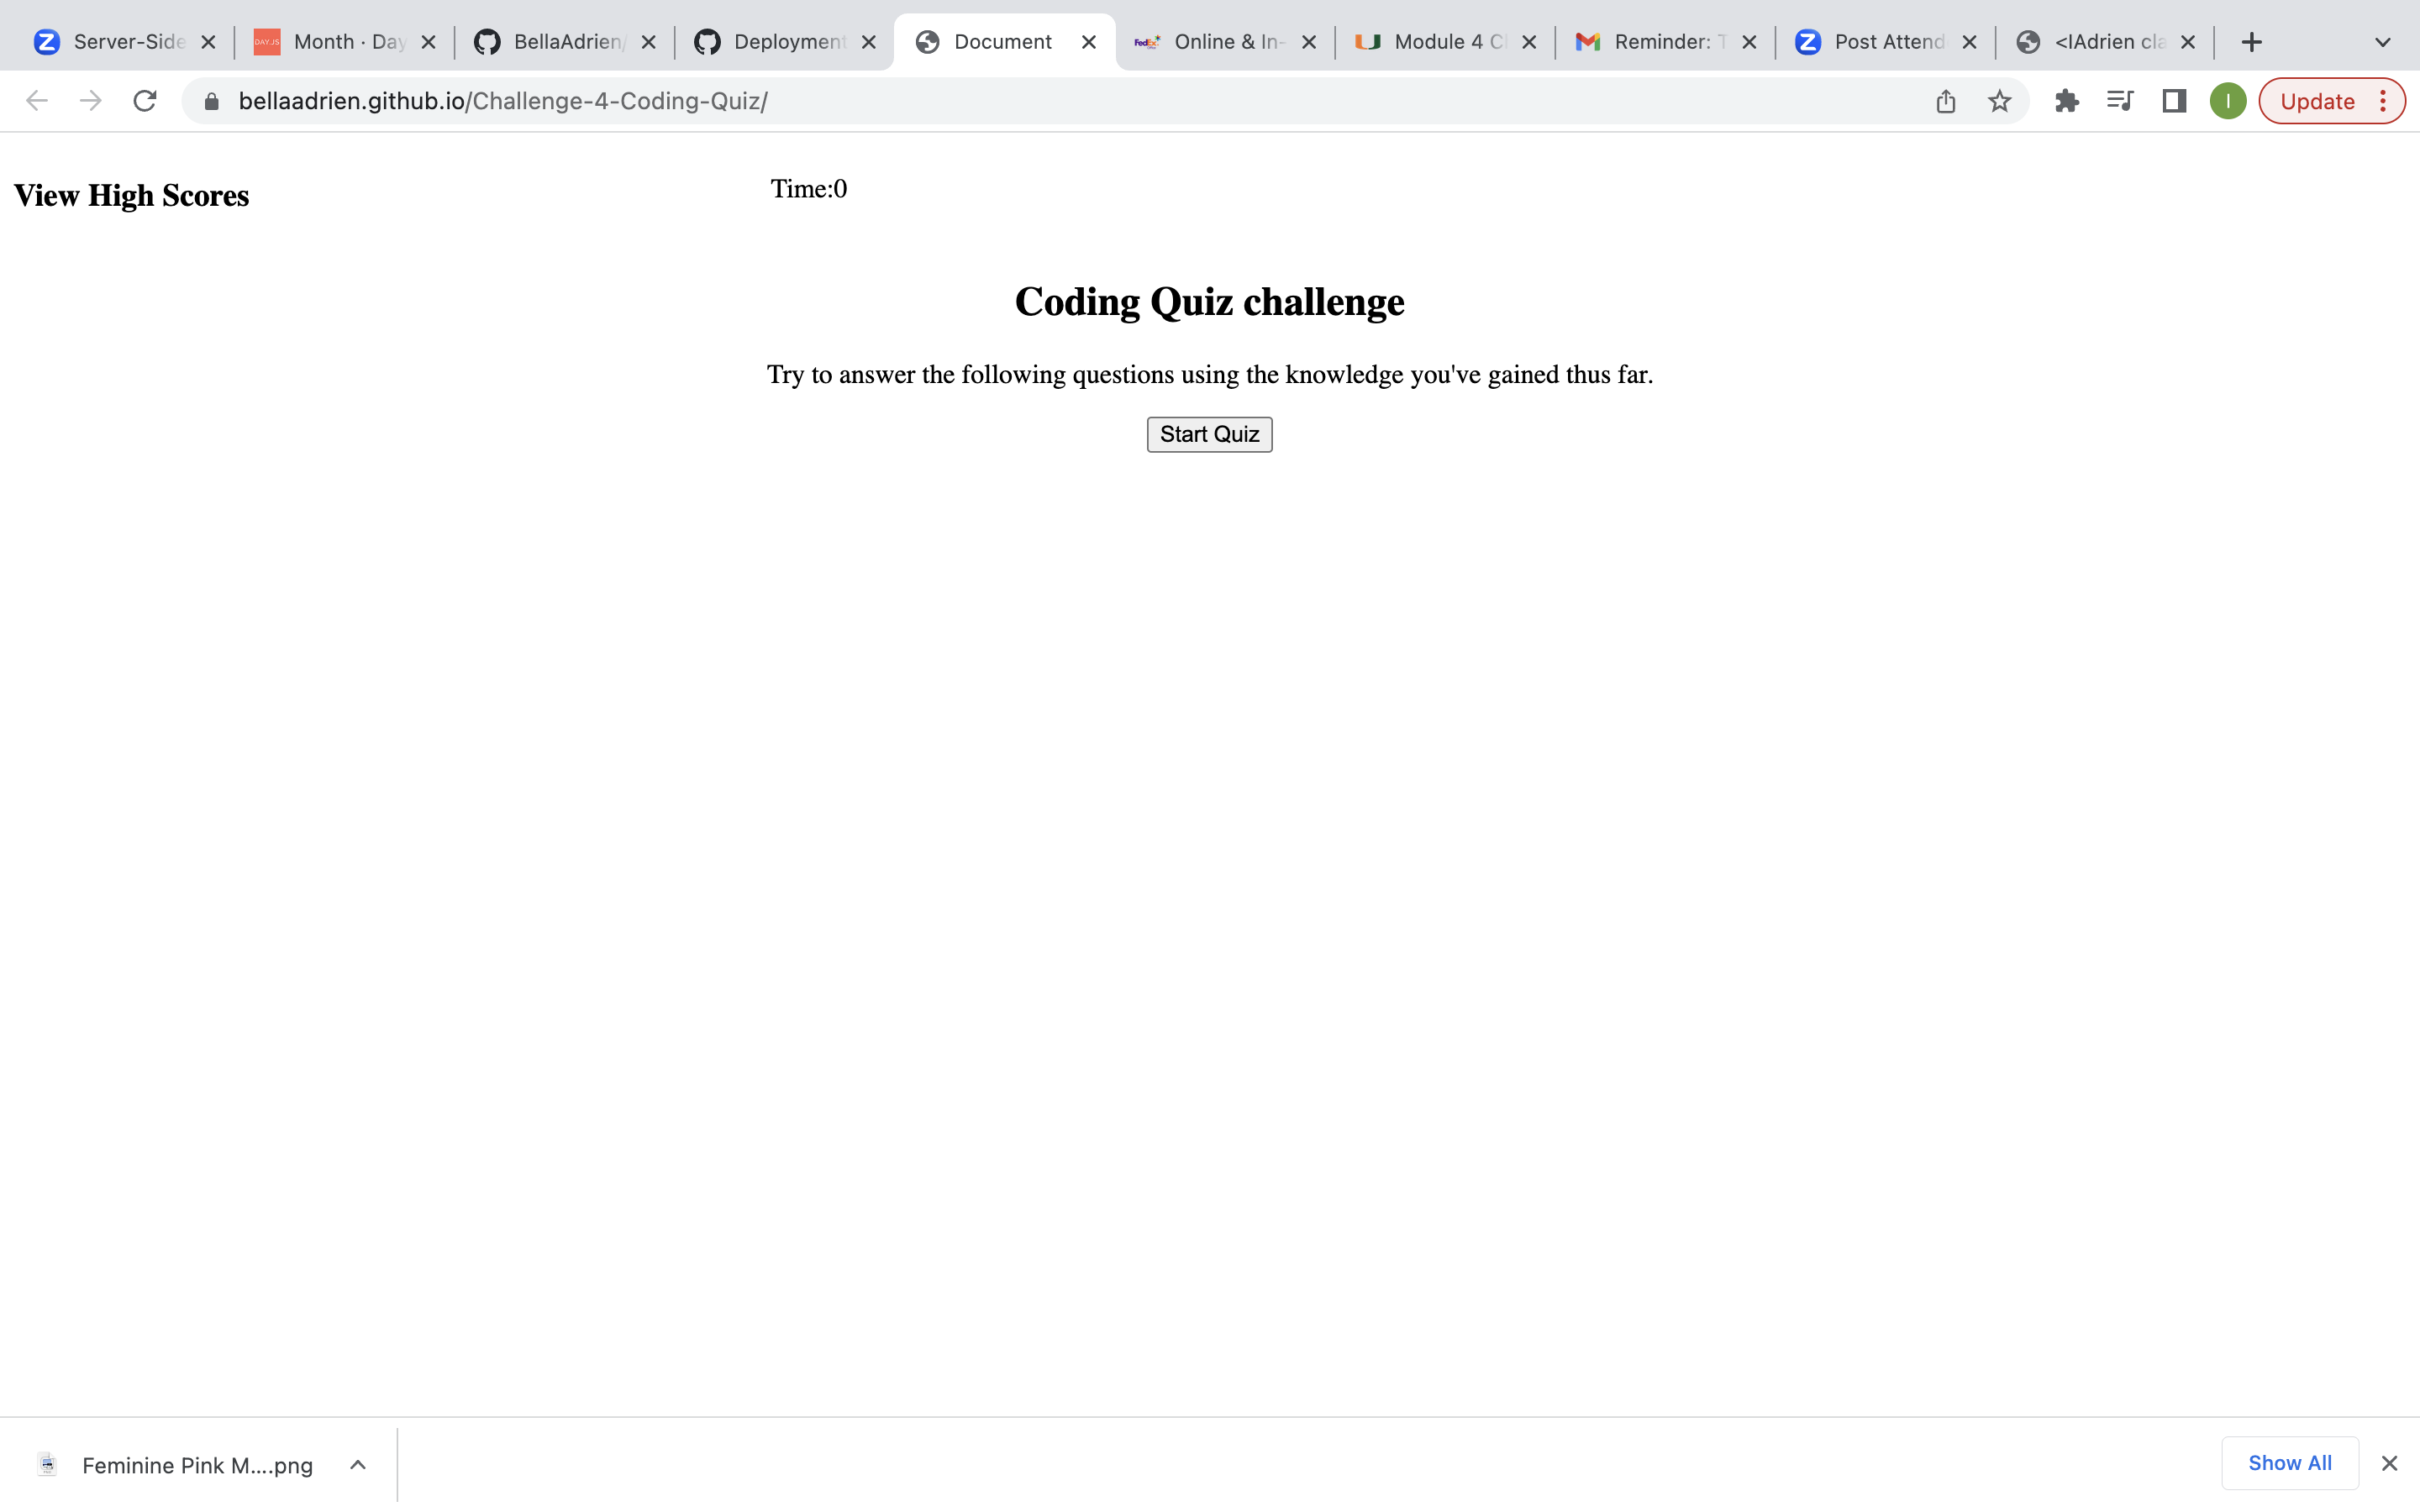 Server-Side
Month · Day
BellaAdrien/
Deployment
Document
FedEx
Online & In-
Module 4 Cl
Reminder: T
Post Attend
<IAdrien cla
bellaadrien.github.io/Challenge-4-Coding-Quiz/
I
Update
View High Scores
Time:0
Coding Quiz challenge
Try to answer the following questions using the knowledge you've gained thus far.
Start Quiz
Feminine Pink M....png
Show All